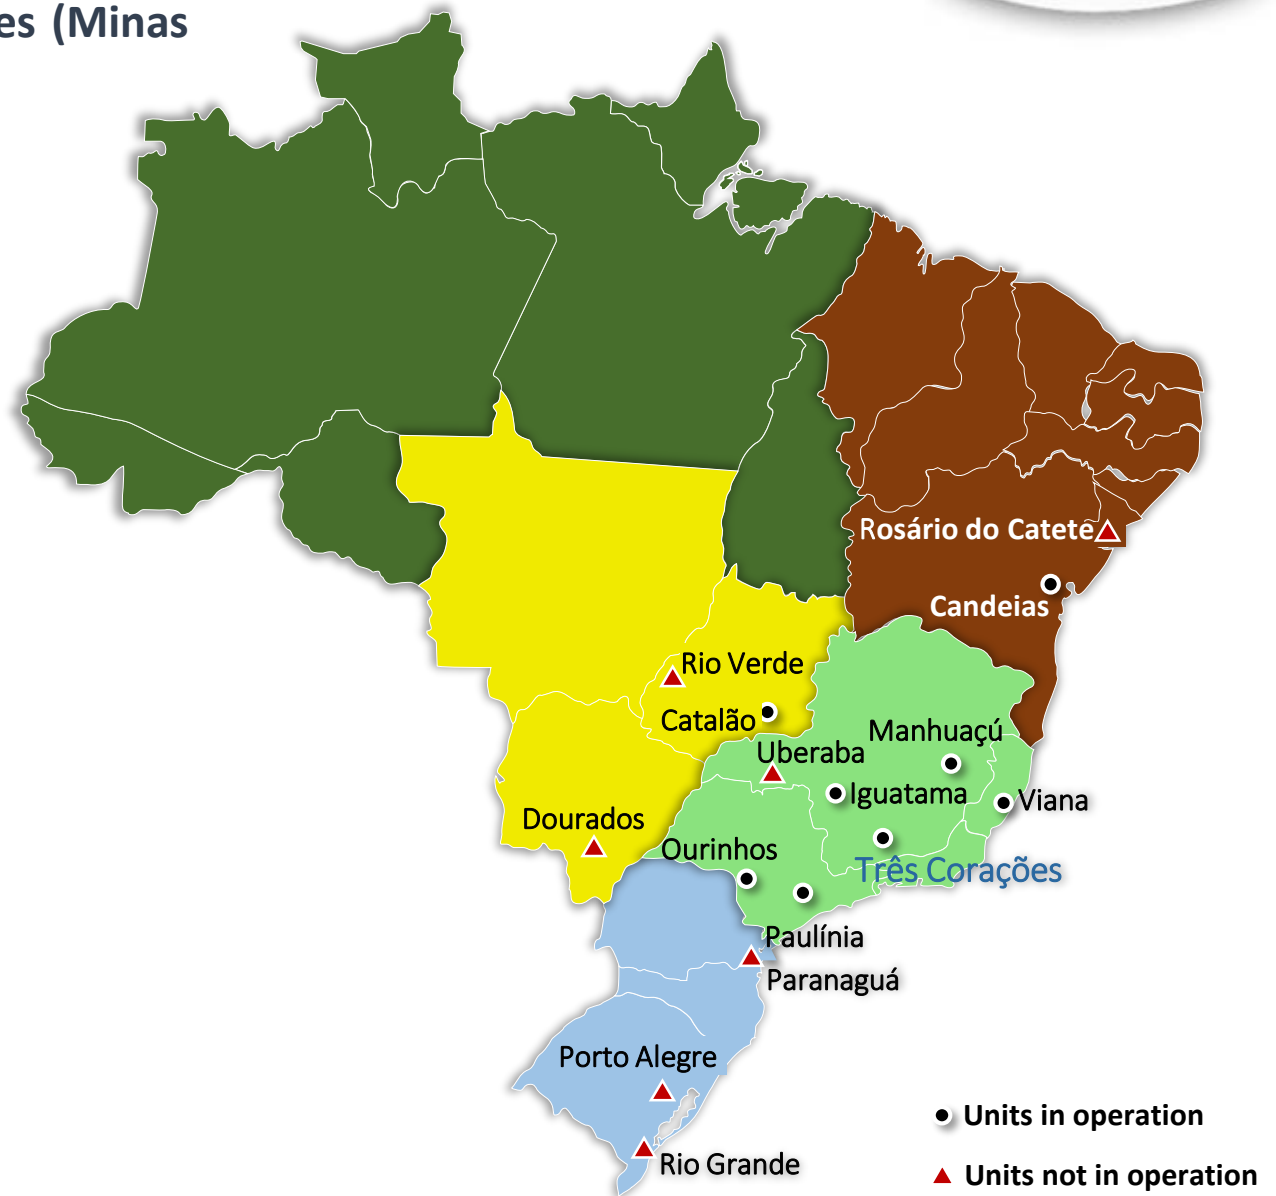 es (Minas
Rosário do Catete
Candeias
Rio Verde
Catalão
Manhuaçú
Uberaba
Iguatama
Viana
Dourados
Ourinhos
Três Corações
Paulínia
Paranaguá
Porto Alegre
Rio Grande
Units in operation
Units not in operation